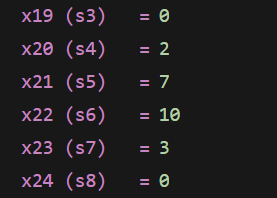 x19 (s3) = 0
x20 (s4) = 2
x21 (s5) = 7
x22 (s6) = 10
x23 (s7) = 3
x24 (s8) = 0